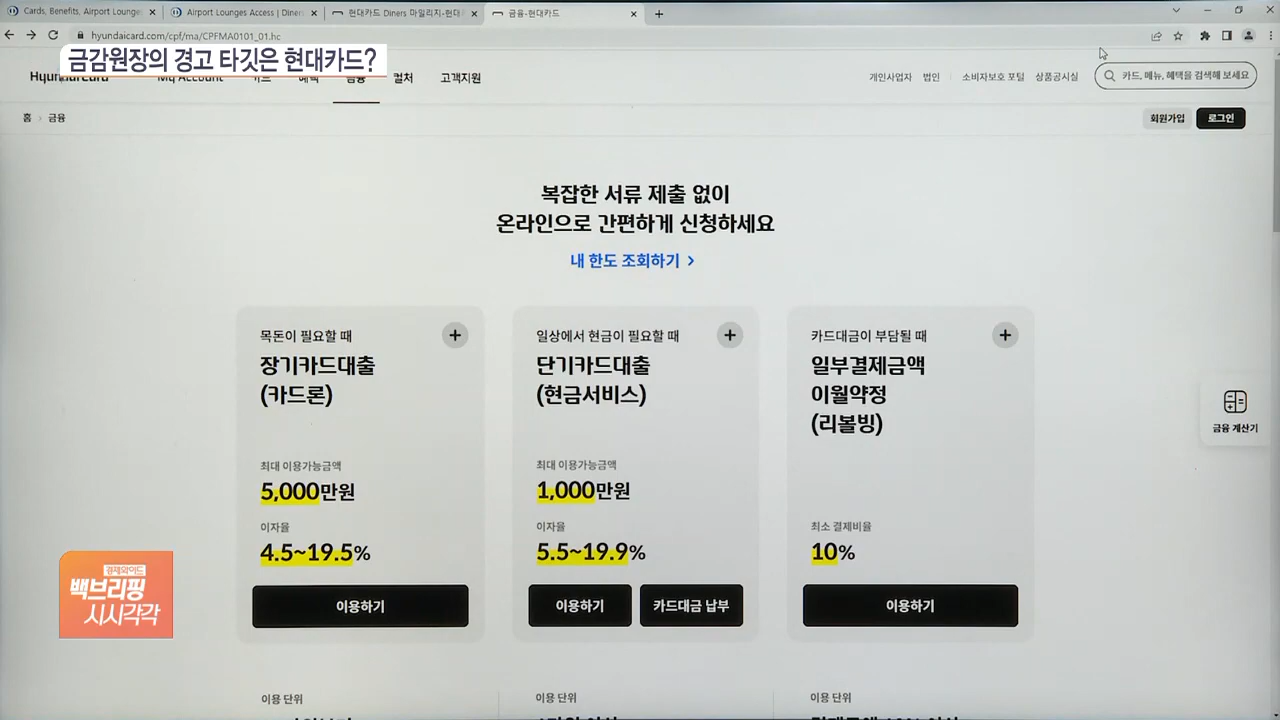 Cards, Benefits, Airport Lounge
Airport Lounges Access | Diner
현대카드 Diners 마일리지-현대
금융-현대카드
hyundaicard.com/cpf/ma/CPFMA0101_01.hc
금감원장의 경고 타깃은 현대카드?
My Account
금융
컬처
고객지원
개인사업자
법인
소비자보호 포털
상품공시실
카드, 메뉴, 혜택을 검색해 보세요
홈 > 금융
회원가입
로그인
복잡한 서류 제출 없이
온라인으로 간편하게 신청하세요
내 한도 조회하기 >
목돈이 필요할 때
장기카드대출
(카드론)
최대 이용가능금액
5,000만원
이자율
4.5~19.5%
이용하기
일상에서 현금이 필요할 때
단기카드대출
(현금서비스)
최대 이용가능금액
1,000만원
이자율
5.5~19.9%
이용하기
카드대금 납부
카드대금이 부담될 때
일부결제금액
이월약정
(리볼빙)
최소 결제비율
10%
이용하기
금융 계산기
경제와이드
백브리핑
시시각각
이용 단위
이용 단위
이용 단위